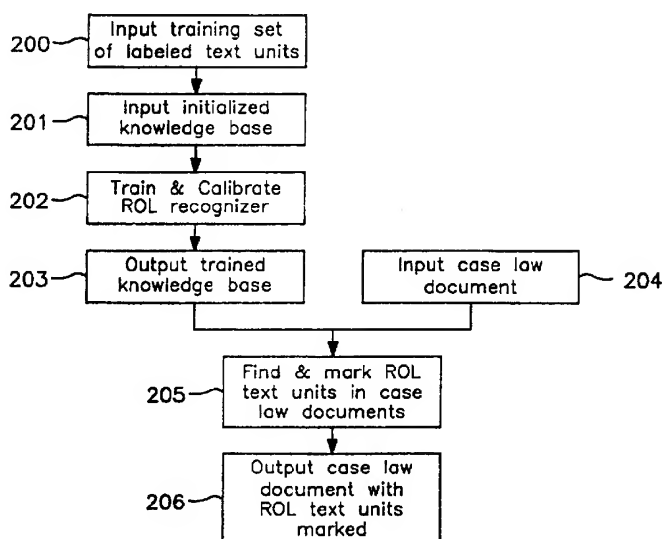 200
Input training set
of labeled text units
201
Input initialized
knowledge base
202
Train & Calibrate
ROL recognizer
203
Output trained
knowledge base
Input case law
document
204
205
Find & mark ROL
text units in case
law documents
206
Output case law
document with
ROL text units
marked